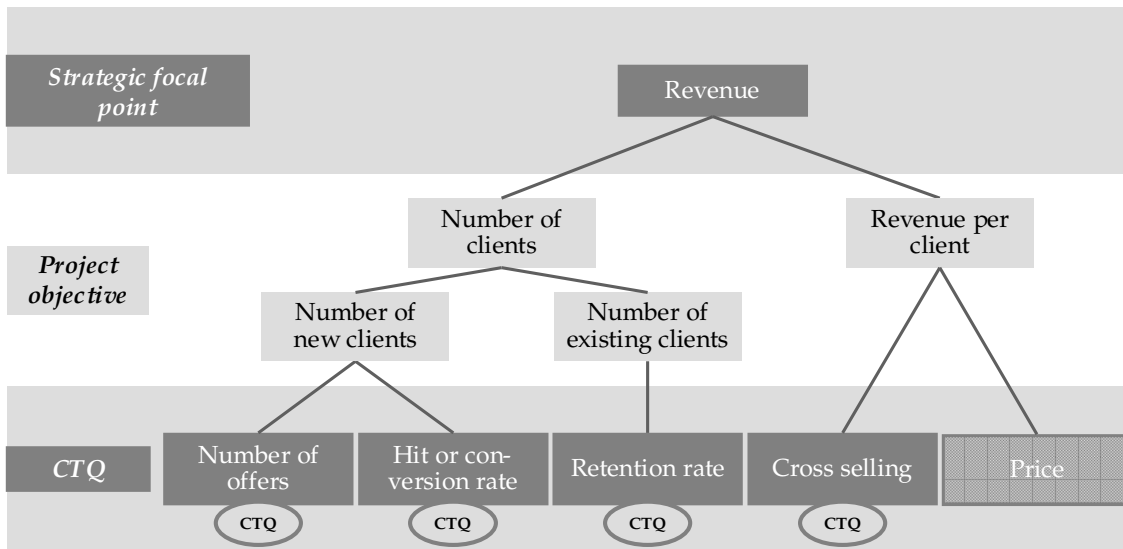 Strategic focal
point
Revenue
Number of
clients
Revenue per
client
Project
objective
Number of
new clients
Number of
existing clients
CTQ
Number of
offers
Hit or con-
version rate
Retention rate
Cross selling
Price
CTQ
CTQ
CTQ
CTQ